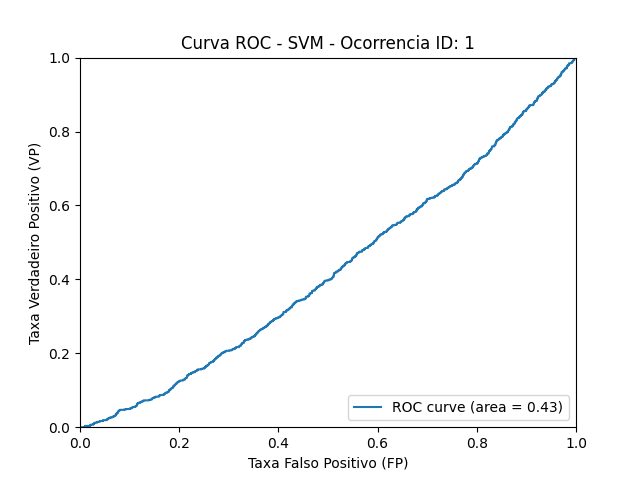 Curva ROC - SVM - Ocorrencia ID: 1
1.0
0.8
0.6
0.4
0.2
0.0
Taxa Verdadeiro Positivo (VP)
ROC curve (area = 0.43)
0.0 0.2 0.4 0.6 0.8 1.0
Taxa Falso Positivo (FP)